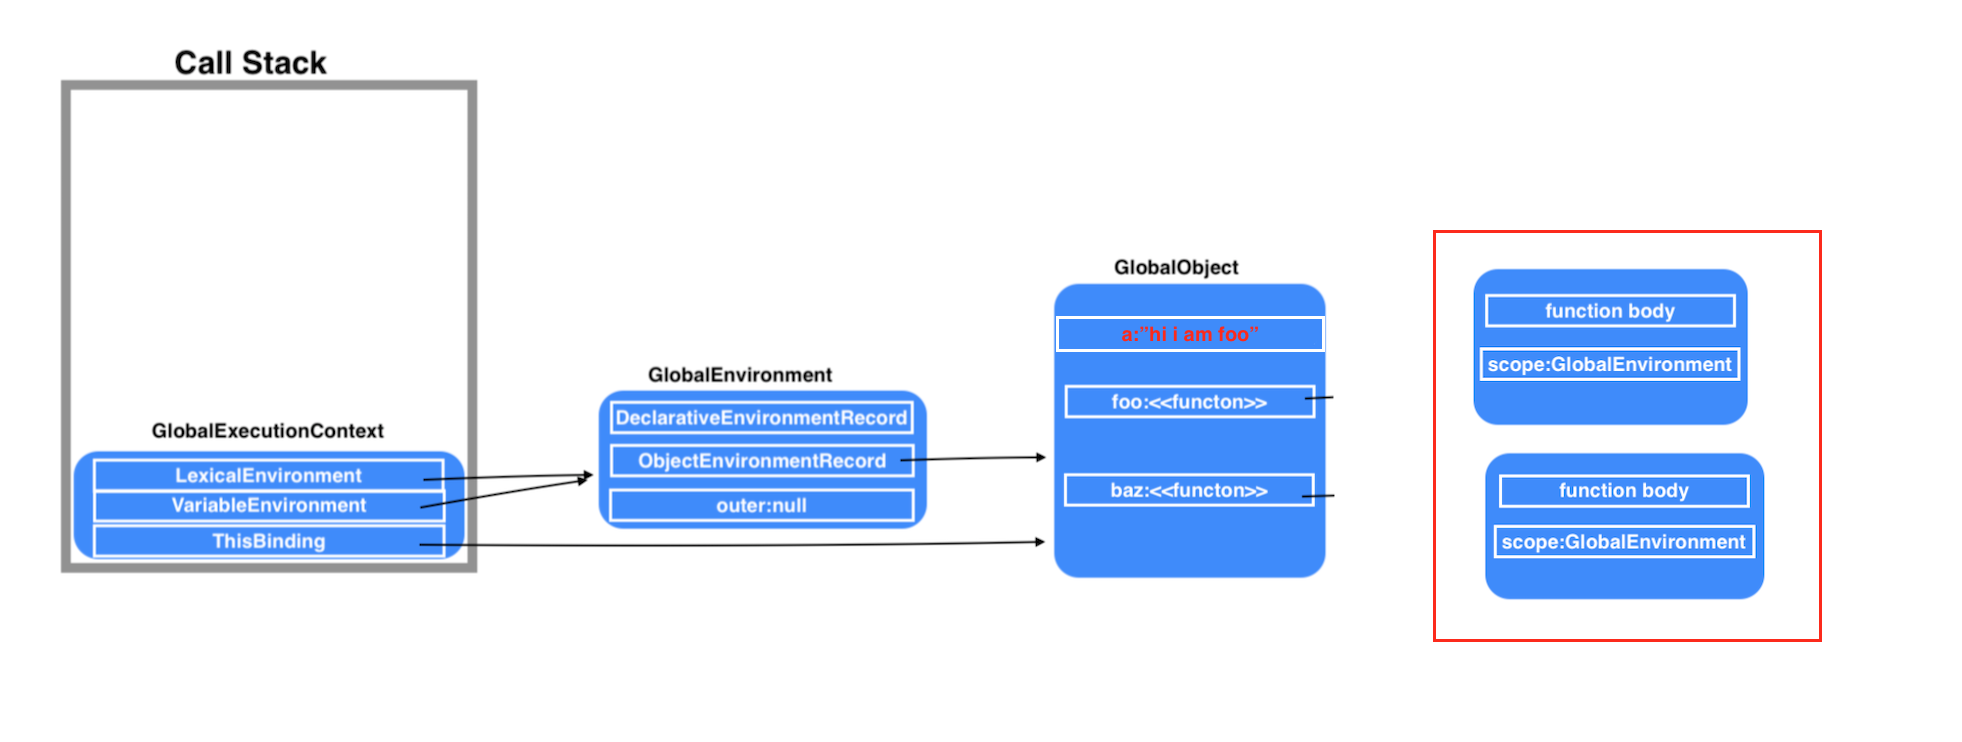 Call Stack
GlobalExecutionContext
LexicalEnvironment
VariableEnvironment
ThisBinding
GlobalEnvironment
DeclarativeEnvironmentRecord
ObjectEnvironmentRecord
outer:null
GlobalObject
a:"hi i am foo"
foo:<<functon>>
baz:<<functon>>
function body
scope:GlobalEnvironment
function body
scope:GlobalEnvironment